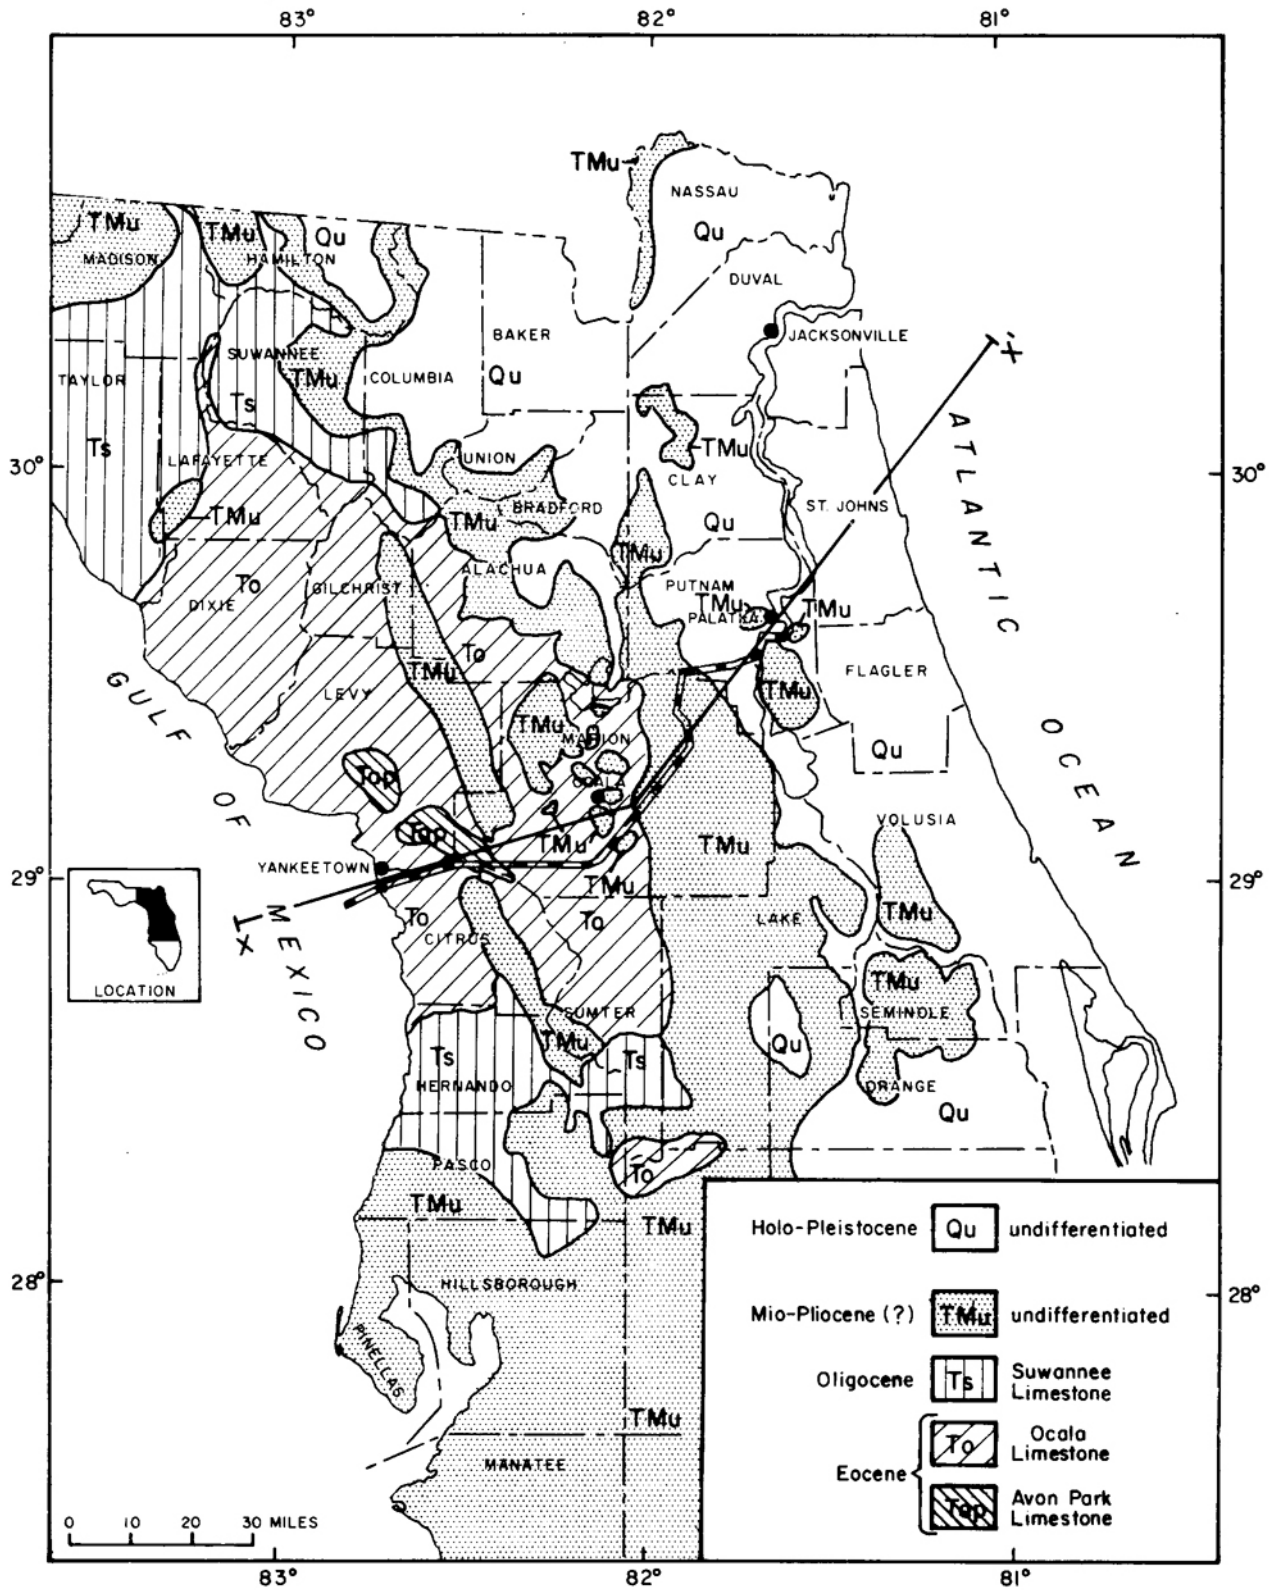 83°
82°
81°
TMu
NASSAU
Qu
TMu
TMu
Qu
MADISON
HAMILTON
DUVAL
BAKER
JACKSONVILLE
X'
SUWANNEE
TAYLOR
TMu
COLUMBIA
Qu
Ts
ATLANTIC OCEAN
Ts
TMu
30°
30°
LAFAYETTE
UNION
CLAY
TMu
TMu
BRADFORD
Qu
ST. JOHNS
ALACHUA
TMu
To
DIXIE
GILCHRIST
PUTNAM
TMu
TMu
PALATKA
To
TMu
FLAGLER
GULF OF MEXICO
LEVY
TMu
TMu
MARION
Qu
Tap
OCALA
VOLUSIA
Tap
TMu
TMu
YANKEETOWN
29°
29°
TMu
To
To
LAKE
TMu
X
CITRUS
LOCATION
TMu
SUMTER
SEMINOLE
TMu
Ts
Ts
Qu
HERNANDO
ORANGE
Qu
PASCO
To
TMu
TMu
28°
28°
HILLSBOROUGH
PINELLAS
TMu
MANATEE
Holo-Pleistocene Qu undifferentiated
Mio-Pliocene (?) TMu undifferentiated
Oligocene Ts Suwannee
Limestone
Eocene To Ocala
Limestone
Tap Avon Park
Limestone
0 10 20 30 MILES
83°
82°
81°